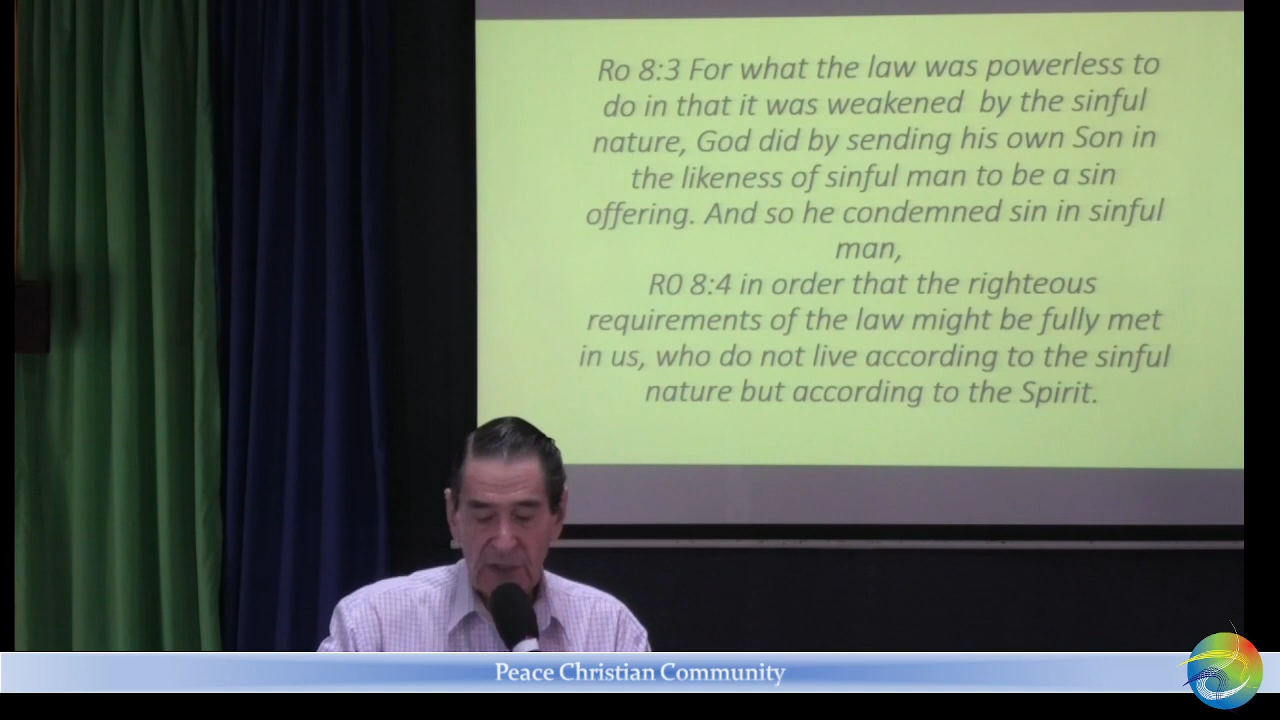 Ro 8:3 For what the law was powerless to
do in that it was weakened  by the sinful
nature, God did by sending his own Son in
the likeness of sinful man to be a sin
offering. And so he condemned sin in sinful
man,
RO 8:4 in order that the righteous
requirements of the law might be fully met
in us, who do not live according to the sinful
nature but according to the Spirit.
Peace Christian Community